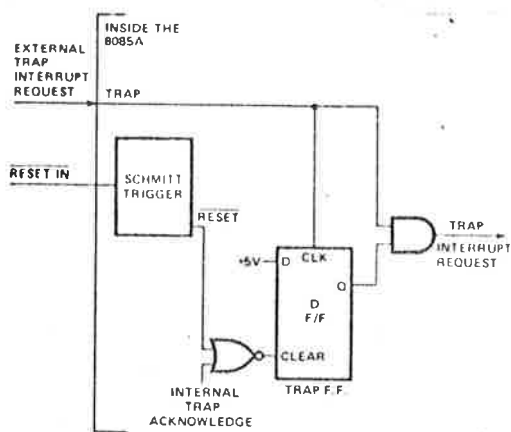 INSIDE THE
8085A
EXTERNAL
TRAP
INTERRUPT
REQUEST
TRAP
RESET IN
SCHMITT
TRIGGER
RESET
+5V
D
CLK
Q
D
F/F
CLEAR
TRAP F.F.
TRAP
INTERRUPT
REQUEST
INTERNAL
TRAP
ACKNOWLEDGE